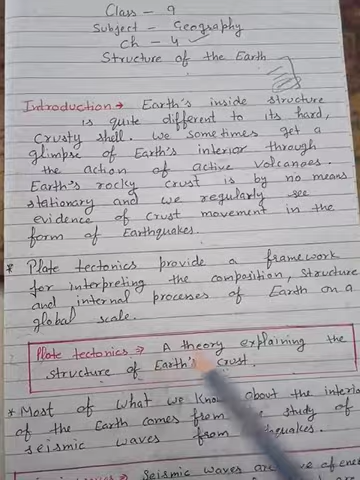 Class - 9
Subject - Geography
Ch - 4
Structure of the Earth
Introduction → Earth's inside structure
is quite different to its hard,
Crusty shell. We sometimes get a
glimpse of Earth's interior through
the action of active volcanoes.
Earth's rocky crust is by no means
stationary and we regularly see
evidence of crust movement in the
form of Earthquakes.
* Plate tectonics provide a framework
for interpreting the composition, structure
and internal processes of Earth on a
global scale.
Plate tectonics → A theory explaining the
structure of Earth's crust.
* Most of what we know about the
of the Earth comes from the study of
seismic waves from
Seismic waves are